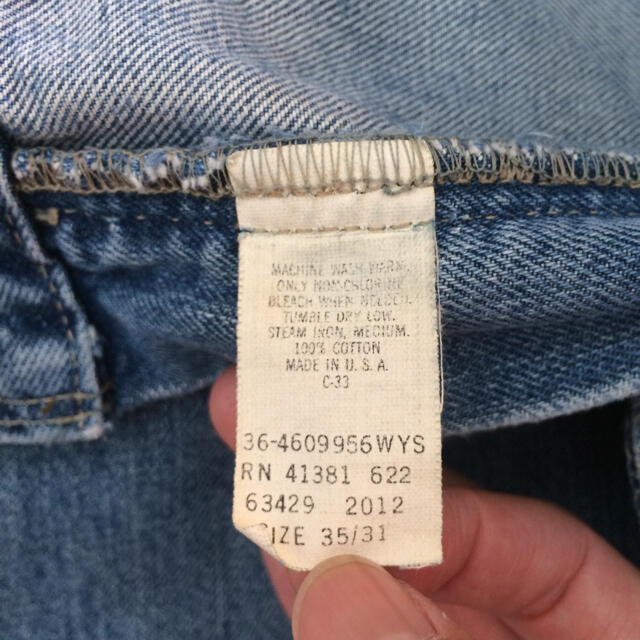 MACHINE WASH WARM
ONLY NON-CHLORINE
BLEACH WHEN NEEDED.
TUMBLE DRY LOW.
STEAM IRON, MEDIUM.
100% COTTON
MADE IN U.S.A.
C-33
36-4609956WYS
RN 41381 622
63429 2012
SIZE 35/31